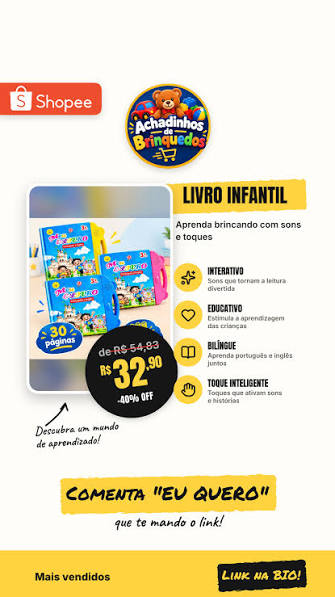 Shopee
Achadinhos
de
Brinquedos
LIVRO INFANTIL
Aprenda brincando com sons
e toques
INTERATIVO
Sons que tornam a leitura
divertida
EDUCATIVO
Estimula a aprendizagem
das crianças
BILÍNGUE
Aprenda português e inglês
juntos
TOQUE INTELIGENTE
Toques que ativam sons
e histórias
30
páginas
de R$ 54,83
R$ 32,90
-40% OFF
Descubra um mundo
de aprendizado!
COMENTA "EU QUERO"
que te mando o link!
Mais vendidos
LINK NA BIO!